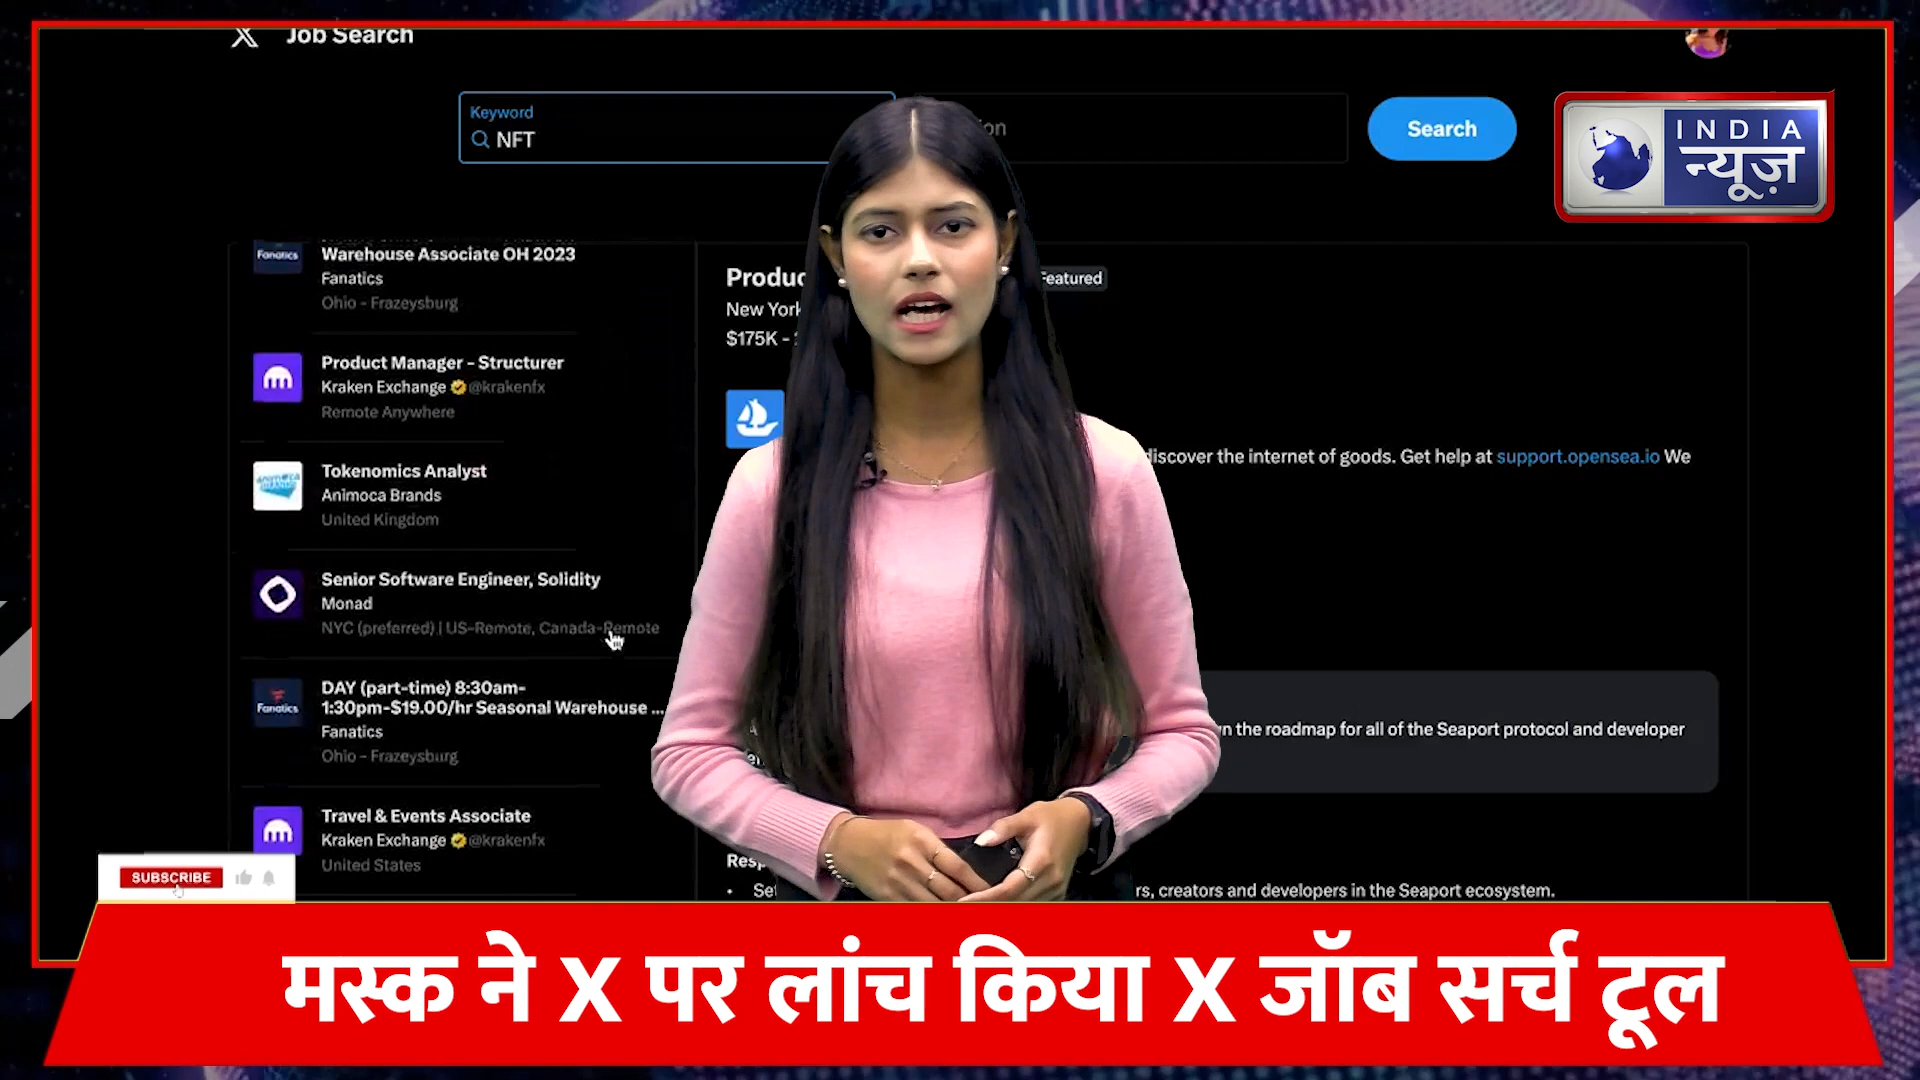 Job Search
Keyword
NFT
Search
INDIA
न्यूज़
Fanatics
Warehouse Associate OH 2023
Fanatics
Ohio - Frazeysburg
Product Manager - Structurer
Kraken Exchange @krakenfx
Remote Anywhere
Tokenomics Analyst
Animoca Brands
United Kingdom
Senior Software Engineer, Solidity
Monad
NYC (preferred) | US-Remote, Canada-Remote
Fanatics
DAY (part-time) 8:30am-
1:30pm-$19.00/hr Seasonal Warehouse ...
Fanatics
Ohio - Frazeysburg
Travel & Events Associate
Kraken Exchange @krakenfx
United States
Featured
New York
$175K -
discover the internet of goods. Get help at support.opensea.io We
the roadmap for all of the Seaport protocol and developer
creators and developers in the Seaport ecosystem.
SUBSCRIBE
मस्क ने X पर लांच किया X जॉब सर्च टूल